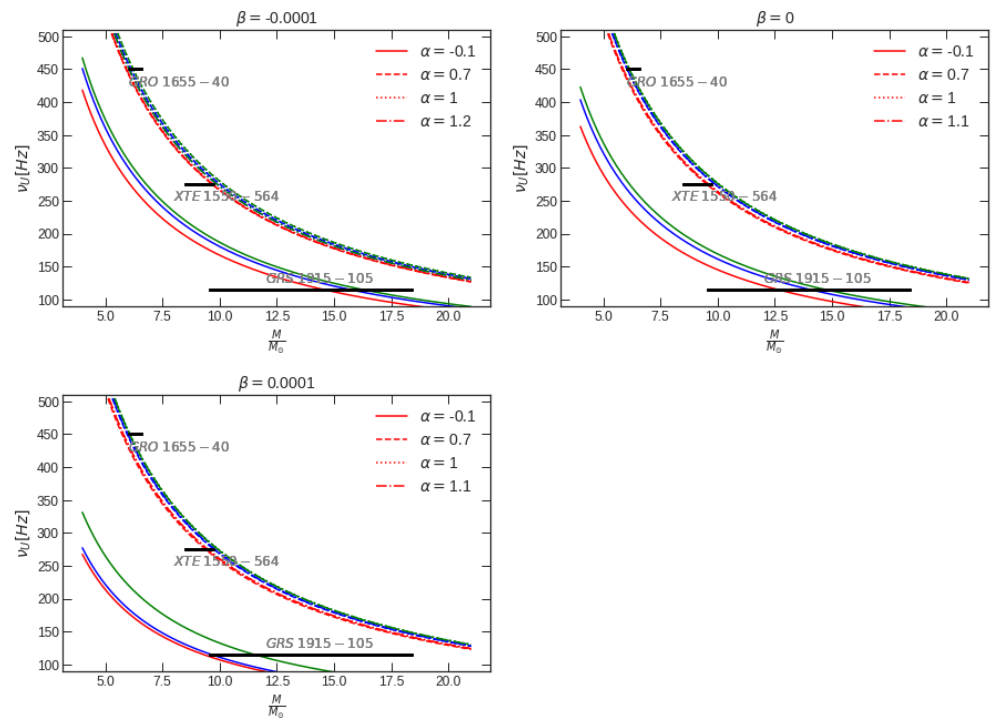 β = -0.0001
500
450
400
350
300
250
200
150
100
ν_U[Hz]
α = -0.1
α = 0.7
α = 1
α = 1.2
GRO 1655 − 40
XTE 1550 − 564
GRS 1915 − 105
5.0 7.5 10.0 12.5 15.0 17.5 20.0
M/M_⊙
β = 0
500
450
400
350
300
250
200
150
100
ν_U[Hz]
α = -0.1
α = 0.7
α = 1
α = 1.1
GRO 1655 − 40
XTE 1550 − 564
GRS 1915 − 105
5.0 7.5 10.0 12.5 15.0 17.5 20.0
M/M_⊙
β = 0.0001
500
450
400
350
300
250
200
150
100
ν_U[Hz]
α = -0.1
α = 0.7
α = 1
α = 1.1
GRO 1655 − 40
XTE 1550 − 564
GRS 1915 − 105
5.0 7.5 10.0 12.5 15.0 17.5 20.0
M/M_⊙